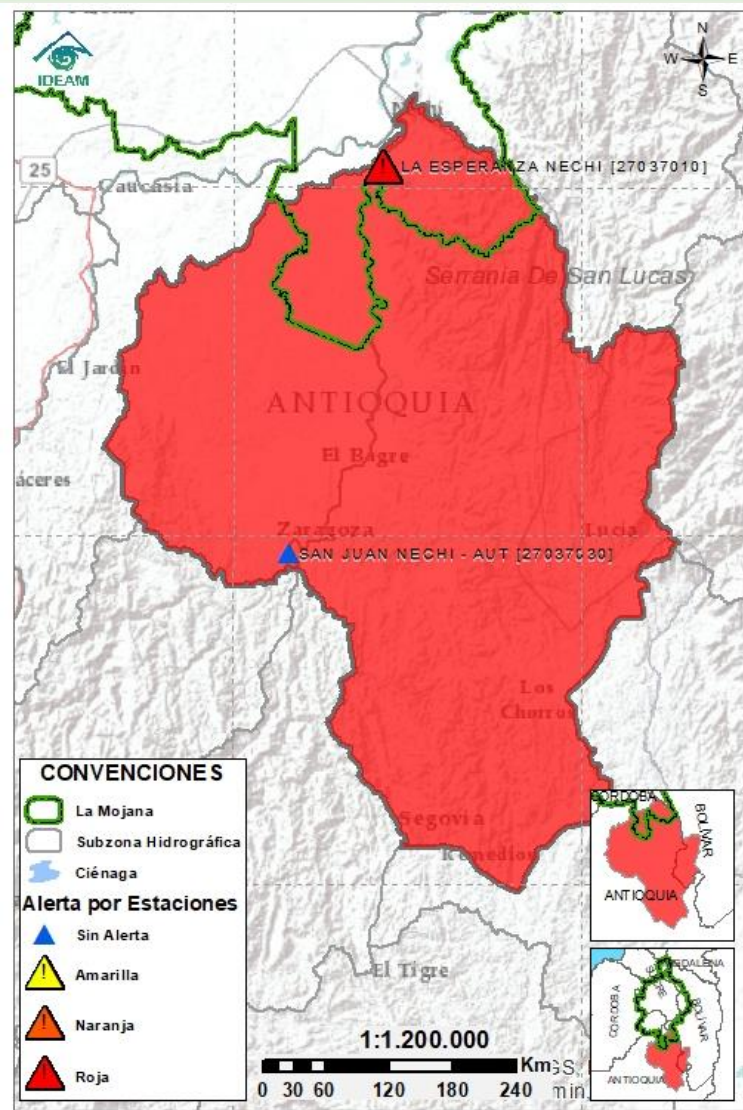 IDEAM
N
W
E
S
25
Caucasia
LA ESPERANZA NECHI [27037010]
Serrania De San Lucas
El Jardin
ANTIOQUIA
El Bagre
áceres
Zaragoza
Lucia
SAN JUAN NECHI - AUT [27037030]
Los
Chorros
Segovia
Remedios
El Tigre
CONVENCIONES
La Mojana
Subzona Hidrográfica
Ciénaga
Alerta por Estaciones
Sin Alerta
Amarilla
Naranja
Roja
1:1.200.000
Km
0 30 60 120 180 240
CORDOBA
BOLÍVAR
ANTIOQUIA
CORDOBA
BOLÍVAR
ANTIOQUIA